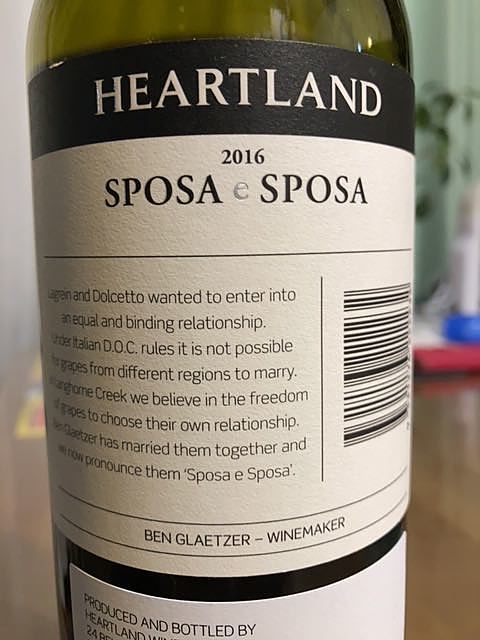 HEARTLAND
2016
SPOSA e SPOSA
Lagrein and Dolcetto wanted to enter into
an equal and binding relationship.
Under Italian D.O.C. rules it is not possible
for grapes from different regions to marry.
Langhorne Creek we believe in the freedom
of grapes to choose their own relationship.
Ben Glaetzer has married them together and
we now pronounce them 'Sposa e Sposa'.
BEN GLAETZER – WINEMAKER
PRODUCED AND BOTTLED BY
HEARTLAND
24